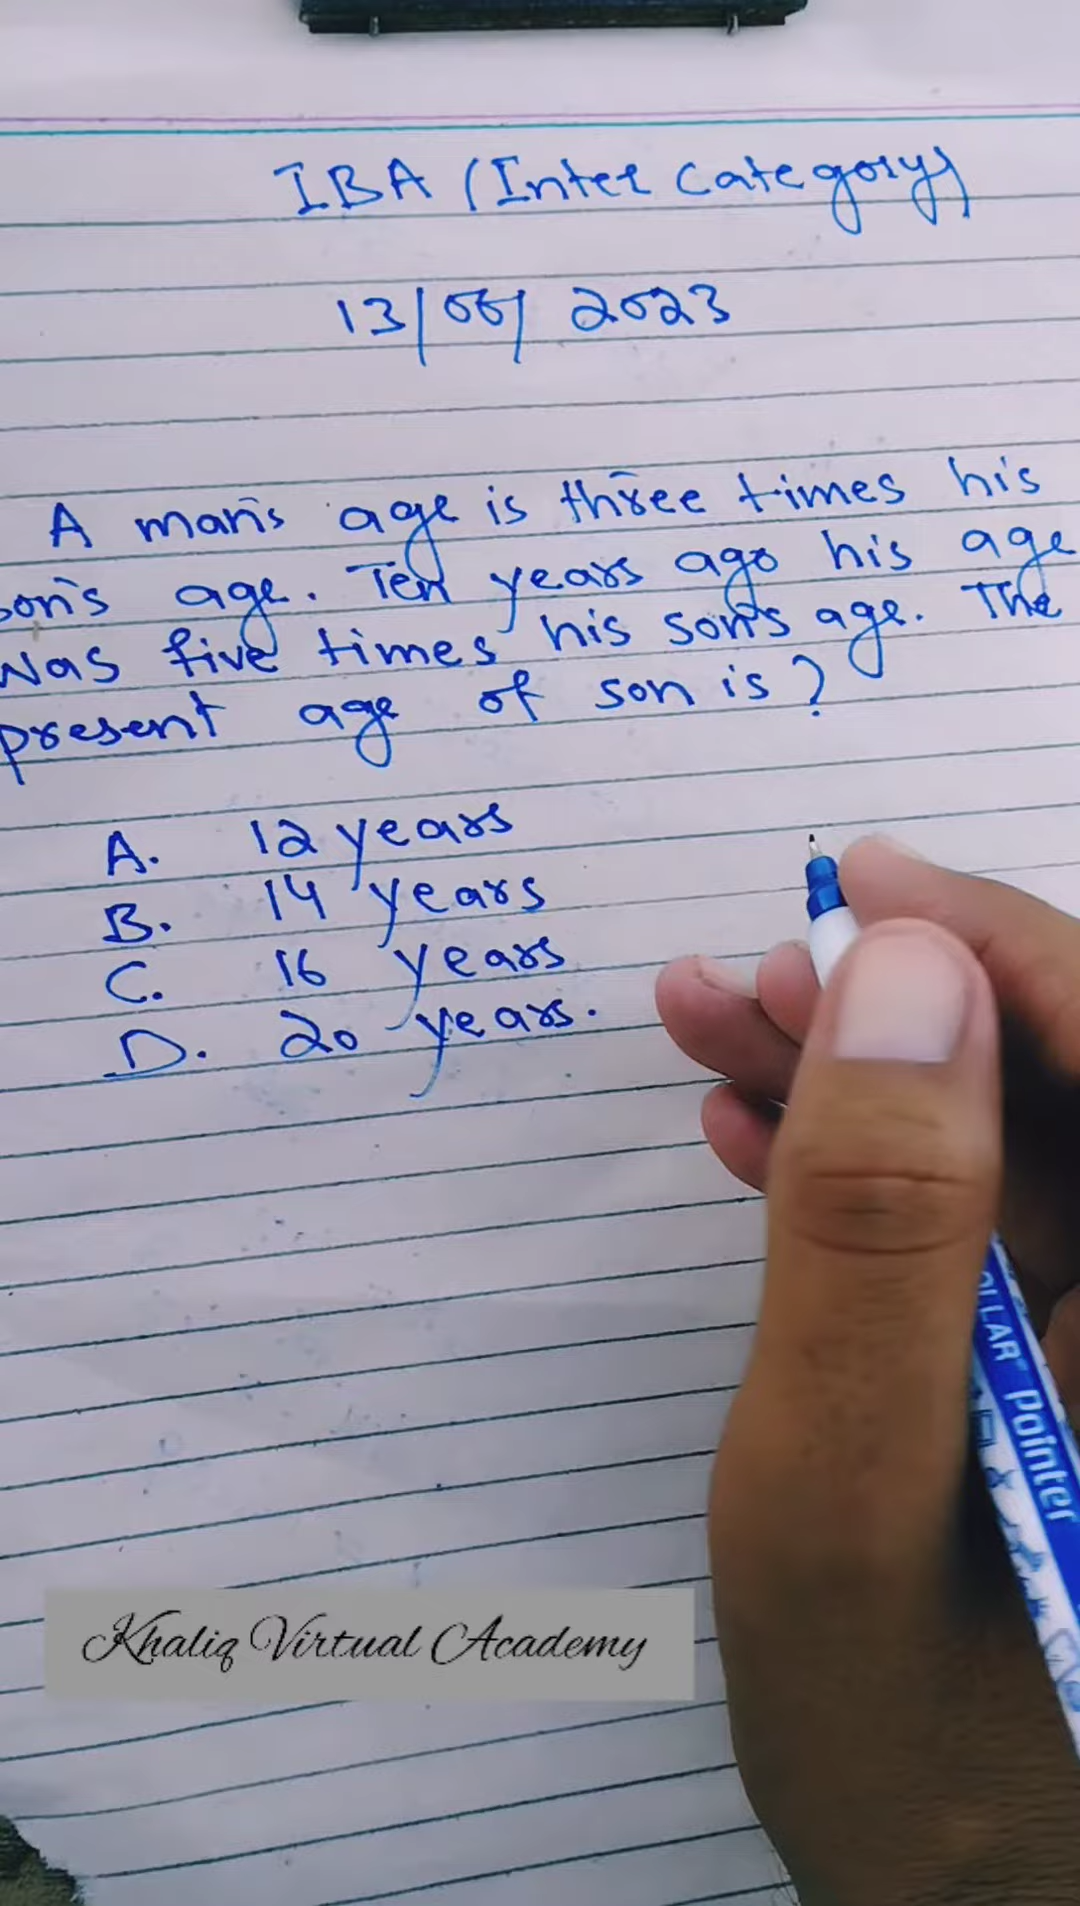 IBA (Inter category)
13/06/ 2023
A man's age is three times his
son's age. Ten years ago his age
was five times his son's age. The
present age of son is?
A. 12 years
B. 14 years
C. 16 years
D. 20 years.
OLLAR Pointer
Khaliq Virtual Academy